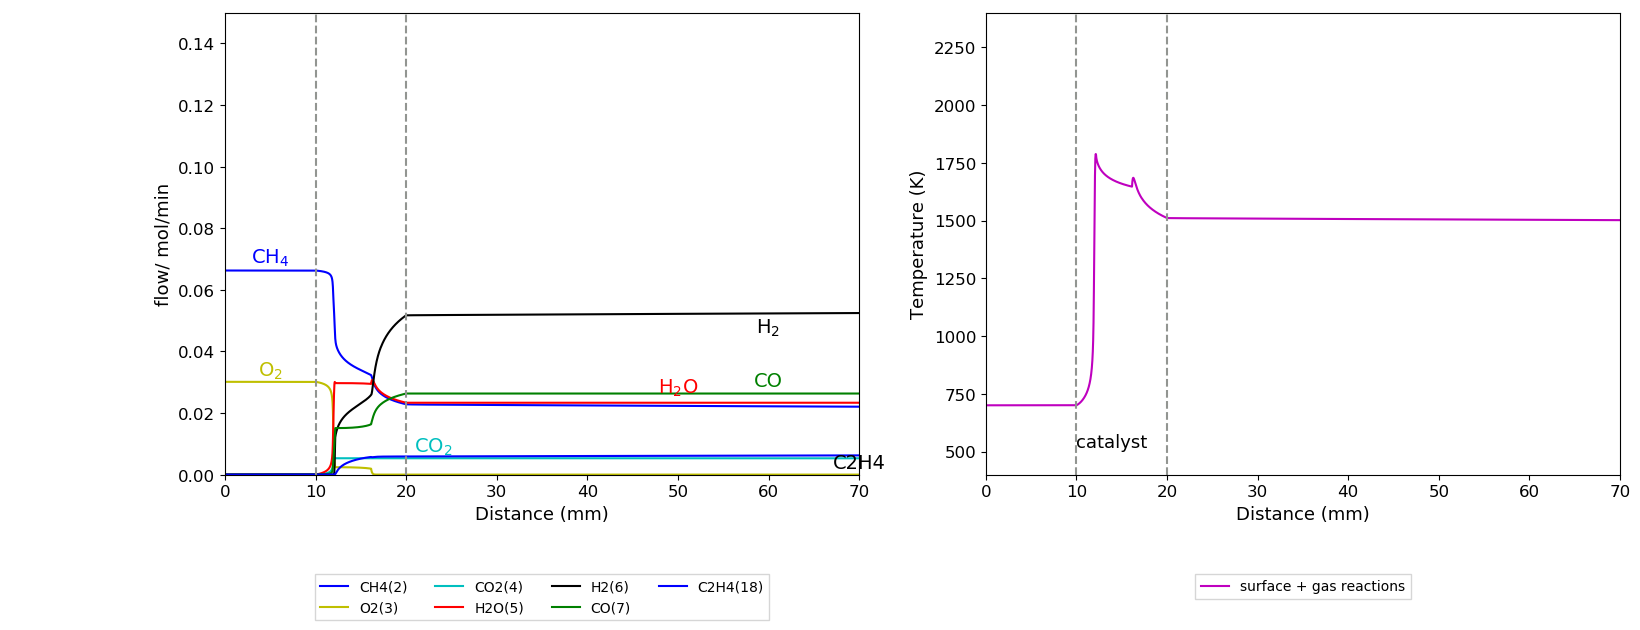 0.14
0.12
0.10
0.08
0.06
0.04
0.02
0.00
flow/ mol/min
CH₄
O₂
H₂
H₂O
CO
CO₂
C2H4
0 10 20 30 40 50 60 70
Distance (mm)
CH4(2) CO2(4) H2(6) C2H4(18)
O2(3) H2O(5) CO(7)
2250
2000
1750
1500
1250
1000
750
500
Temperature (K)
catalyst
0 10 20 30 40 50 60 70
Distance (mm)
surface + gas reactions